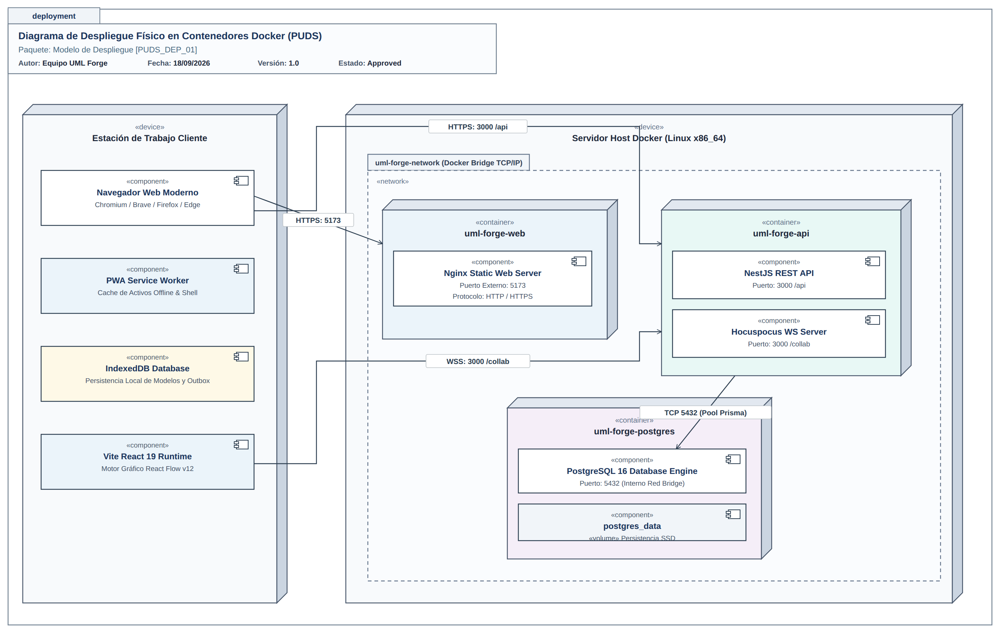 deployment
Diagrama de Despliegue Físico en Contenedores Docker (PUDS)
Paquete: Modelo de Despliegue [PUDS_DEP_01]
Autor: Equipo UML Forge Fecha: 18/09/2026 Versión: 1.0 Estado: Approved
«device»
Estación de Trabajo Cliente
«component»
Navegador Web Moderno
Chromium / Brave / Firefox / Edge
«component»
PWA Service Worker
Cache de Activos Offline & Shell
«component»
IndexedDB Database
Persistencia Local de Modelos y Outbox
«component»
Vite React 19 Runtime
Motor Gráfico React Flow v12
HTTPS: 3000 /api
HTTPS: 5173
WSS: 3000 /collab
«device»
Servidor Host Docker (Linux x86_64)
uml-forge-network (Docker Bridge TCP/IP)
«network»
«container»
uml-forge-web
«component»
Nginx Static Web Server
Puerto Externo: 5173
Protocolo: HTTP / HTTPS
«container»
uml-forge-api
«component»
NestJS REST API
Puerto: 3000 /api
«component»
Hocuspocus WS Server
Puerto: 3000 /collab
TCP 5432 (Pool Prisma)
«container»
uml-forge-postgres
«component»
PostgreSQL 16 Database Engine
Puerto: 5432 (Interno Red Bridge)
«component»
postgres_data
«volume» Persistencia SSD